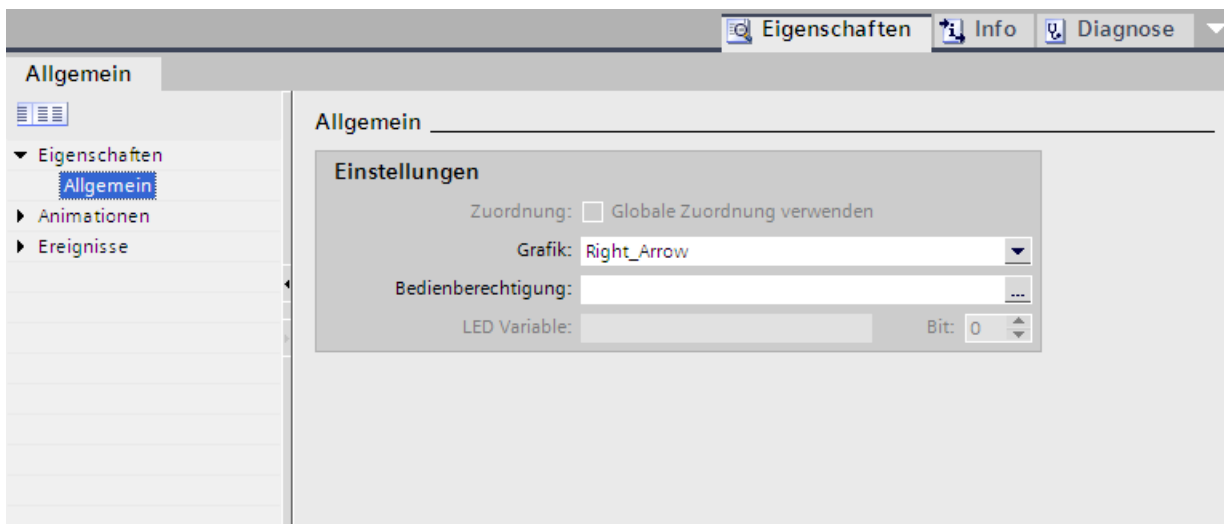 Eigenschaften Info Diagnose
Allgemein
Allgemein
Eigenschaften
Allgemein
Animationen
Ereignisse
Einstellungen
Zuordnung: Globale Zuordnung verwenden
Grafik: Right_Arrow
Bedienberechtigung: ...
LED Variable: Bit: 0